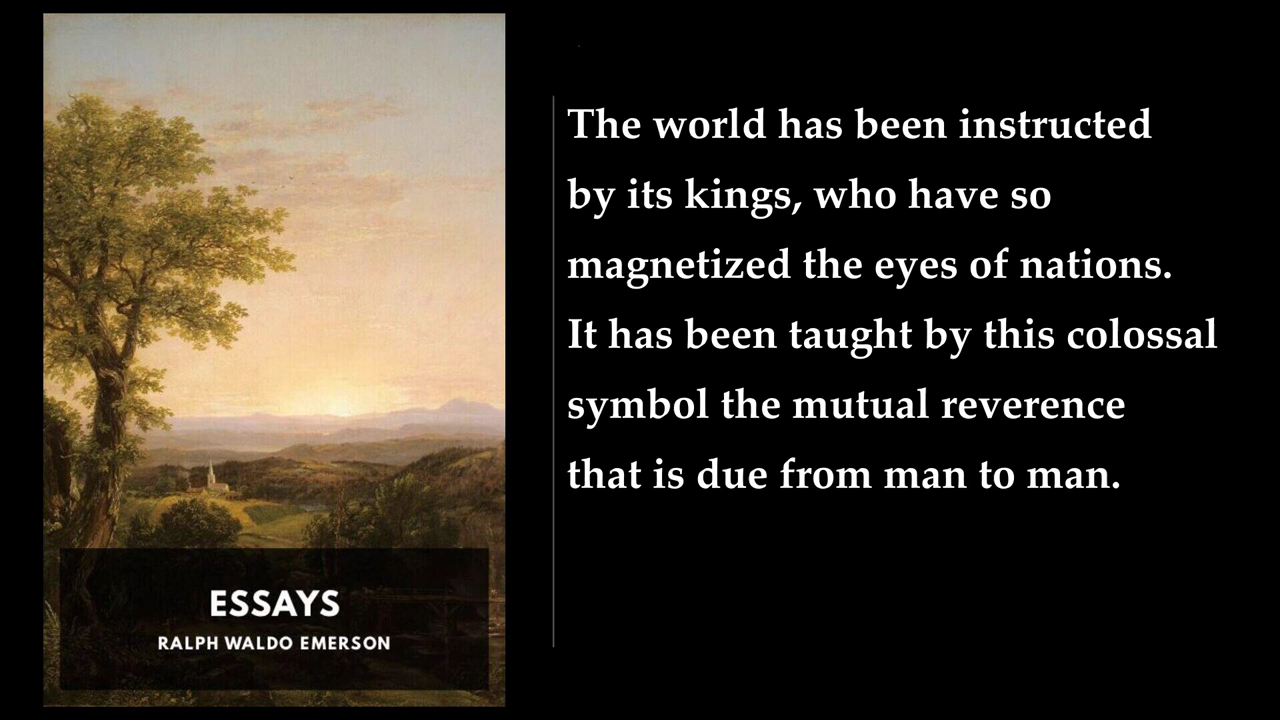 The world has been instructed
by its kings, who have so
magnetized the eyes of nations.
It has been taught by this colossal
symbol the mutual reverence
that is due from man to man.
ESSAYS
RALPH WALDO EMERSON